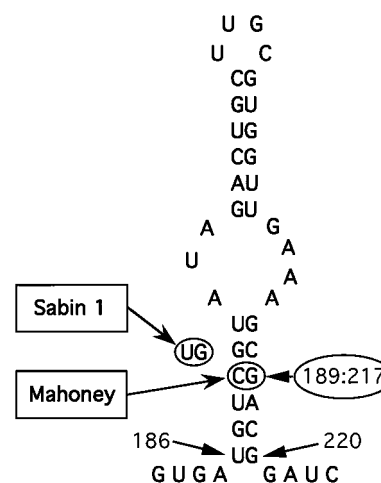 U G
U C
CG
GU
UG
CG
AU
GU
A G
U A
A
Sabin 1 A A
UG
UG GC
Mahoney CG 189:217
UA
GC
186 UG 220
GUGA GAUC